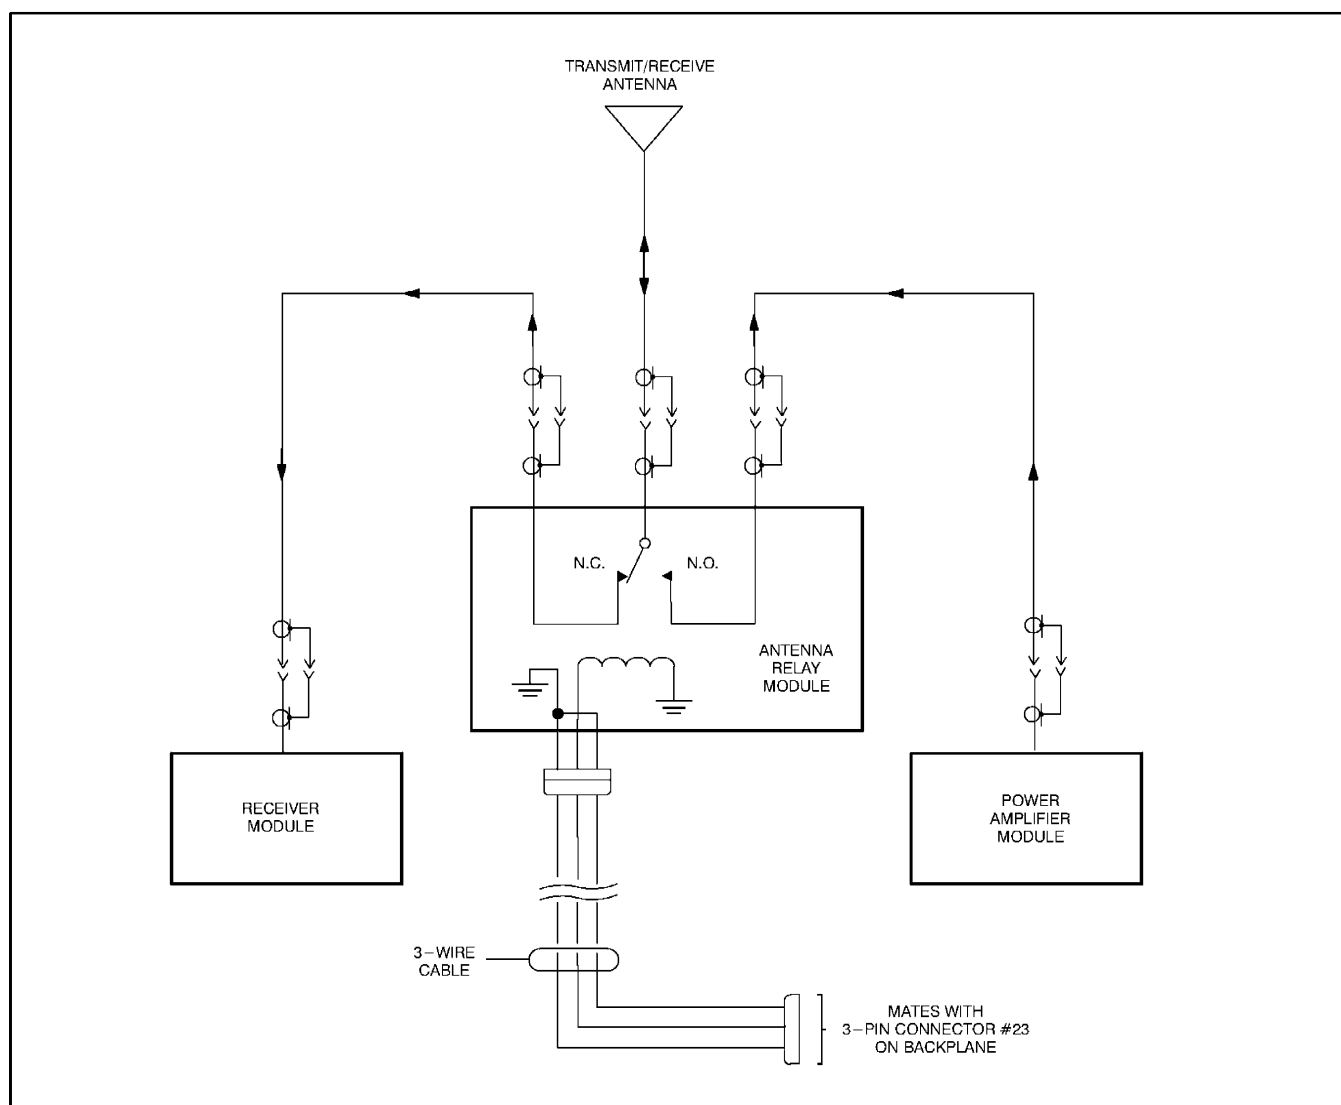 TRANSMIT/RECEIVE
ANTENNA
N.C.
N.O.
ANTENNA
RELAY
MODULE
RECEIVER
MODULE
POWER
AMPLIFIER
MODULE
3-WIRE
CABLE
MATES WITH
3-PIN CONNECTOR #23
ON BACKPLANE